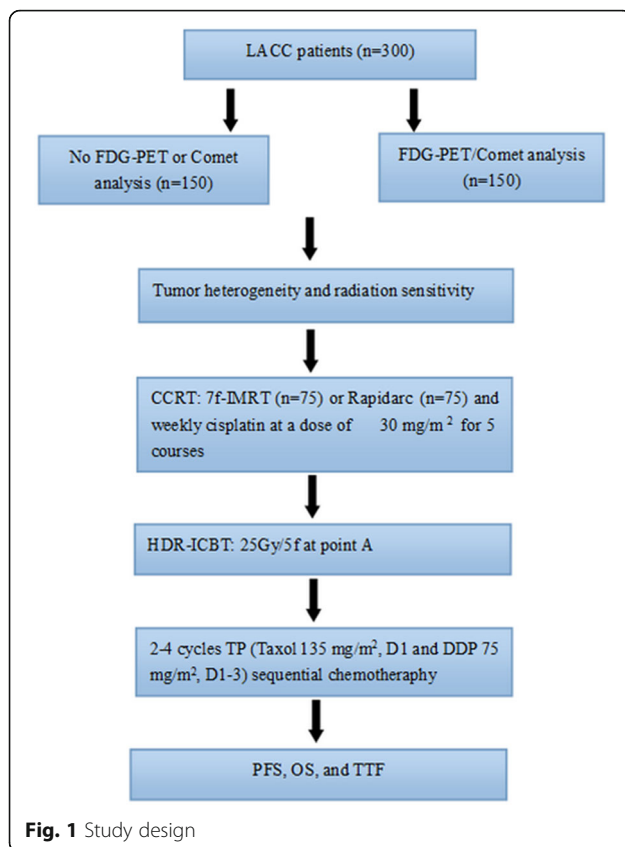 LACC patients (n=300)
No FDG-PET or Comet
analysis (n=150)
FDG-PET/Comet analysis
(n=150)
Tumor heterogeneity and radiation sensitivity
CCRT: 7f-IMRT (n=75) or Rapidarc (n=75) and
weekly cisplatin at a dose of 30 mg/m² for 5
courses
HDR-ICBT: 25Gy/5f at point A
2-4 cycles TP (Taxol 135 mg/m², D1 and DDP 75
mg/m², D1-3) sequential chemotheraphy
PFS, OS, and TTF
Fig. 1 Study design